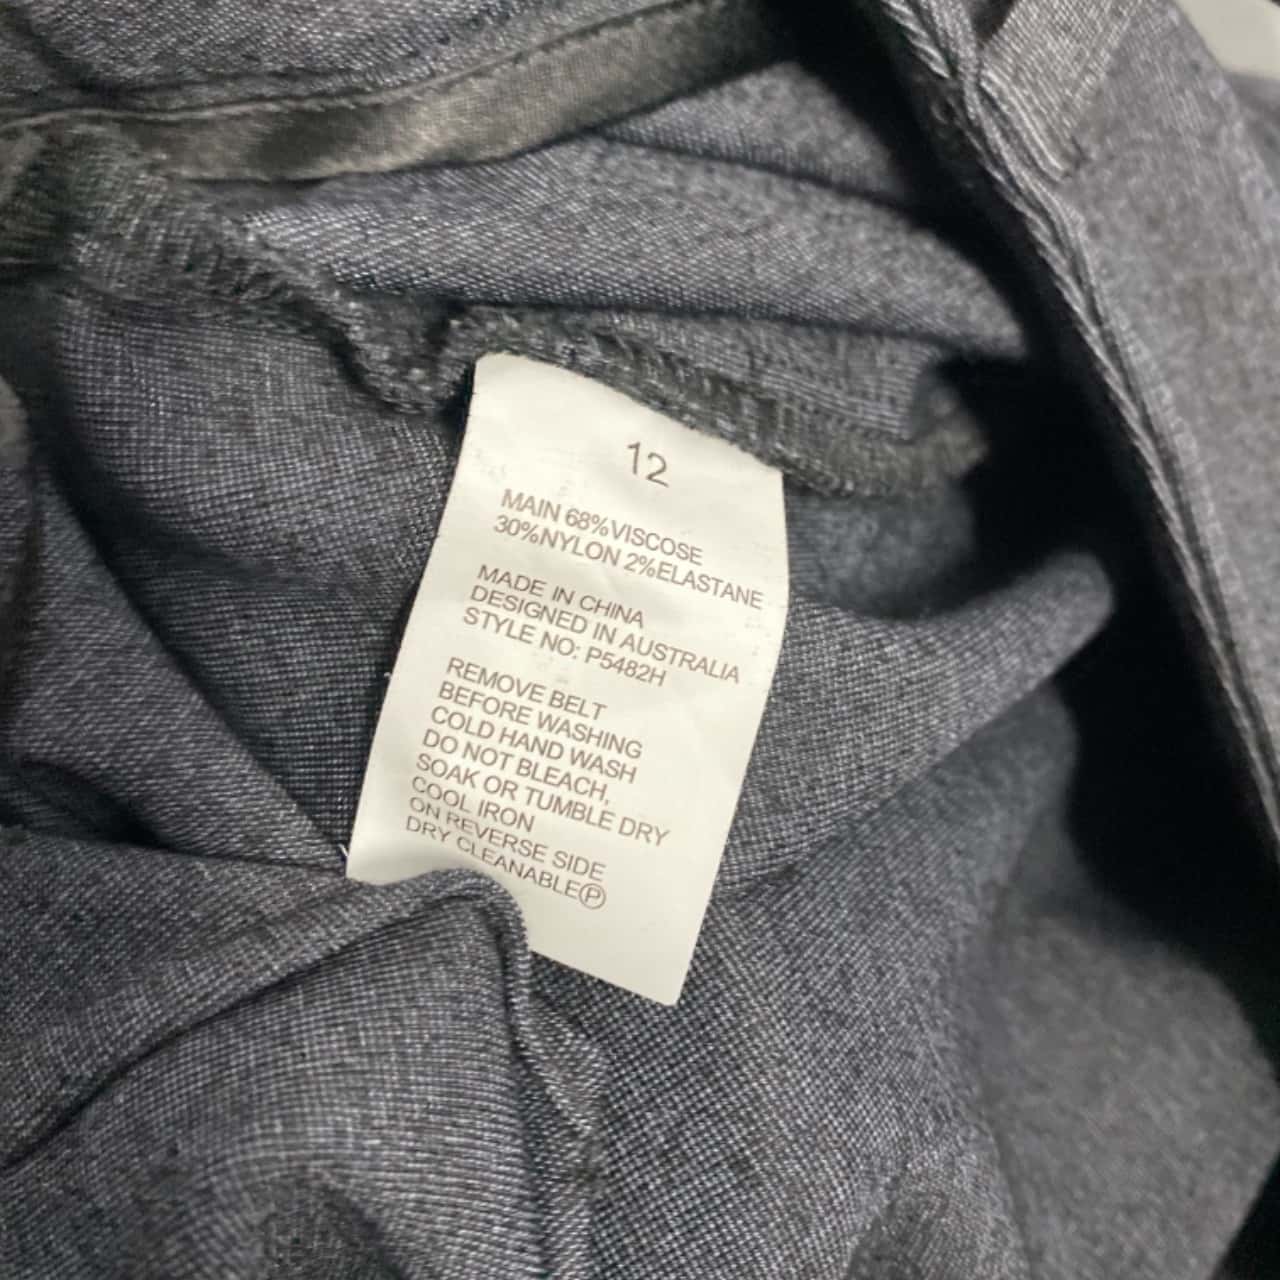 12
MAIN 68%VISCOSE
30%NYLON 2%ELASTANE
MADE IN CHINA
DESIGNED IN AUSTRALIA
STYLE NO: P5482H
REMOVE BELT
BEFORE WASHING
COLD HAND WASH
DO NOT BLEACH,
SOAK OR TUMBLE DRY
COOL IRON
ON REVERSE SIDE
DRY CLEANABLEⓅ